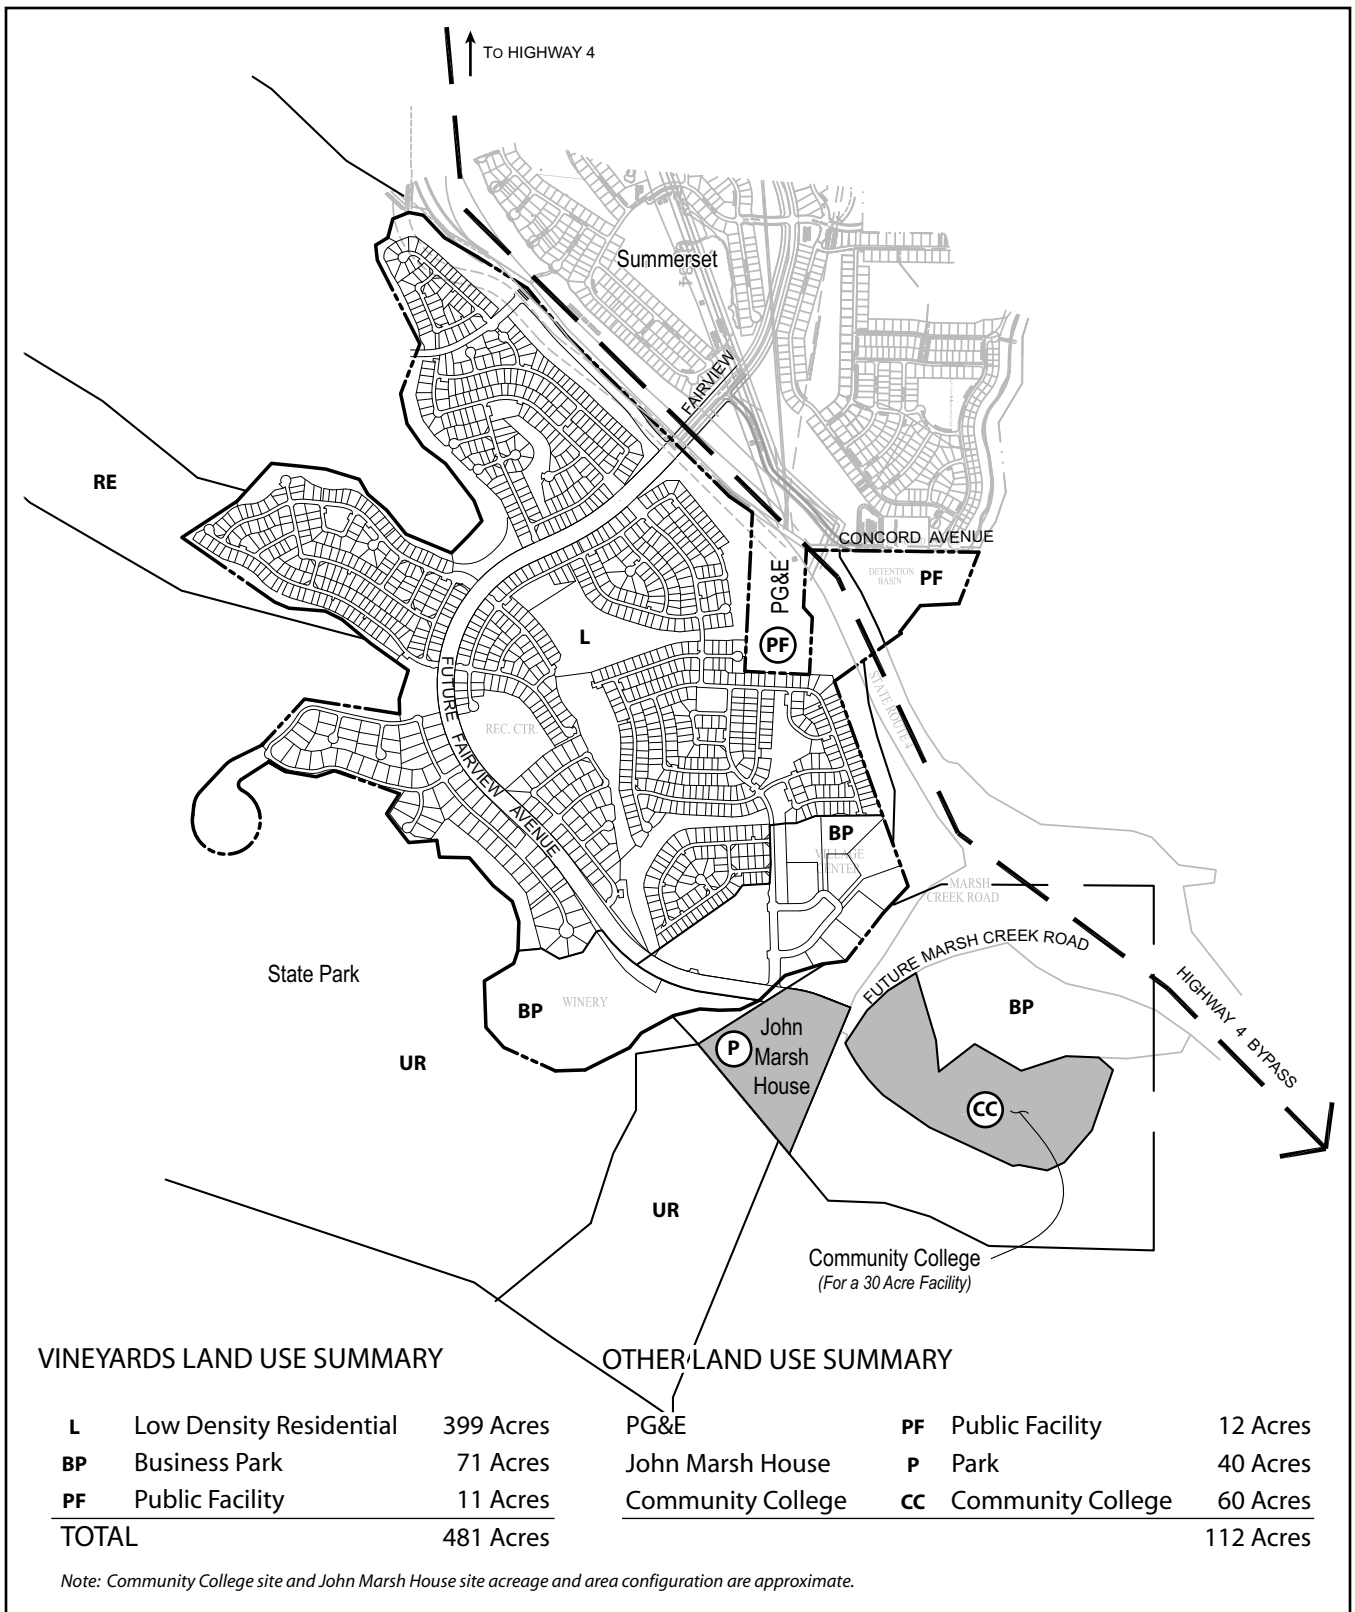 TO HIGHWAY 4
Summerset
FAIRVIEW
RE
CONCORD AVENUE
DETENTION
BASIN
PF
PG&E
PF
L
FUTURE FAIRVIEW AVENUE
STATE ROUTE 4
REC. CTR.
BP
VILLAGE
CENTER
MARSH
CREEK ROAD
FUTURE MARSH CREEK ROAD
State Park
BP
WINERY
BP
HIGHWAY 4 BYPASS
UR
P
John
Marsh
House
CC
UR
Community College
(For a 30 Acre Facility)
VINEYARDS LAND USE SUMMARY
L Low Density Residential 399 Acres
BP Business Park 71 Acres
PF Public Facility 11 Acres
TOTAL 481 Acres
OTHER LAND USE SUMMARY
PG&E PF Public Facility 12 Acres
John Marsh House P Park 40 Acres
Community College CC Community College 60 Acres
112 Acres
Note: Community College site and John Marsh House site acreage and area configuration are approximate.